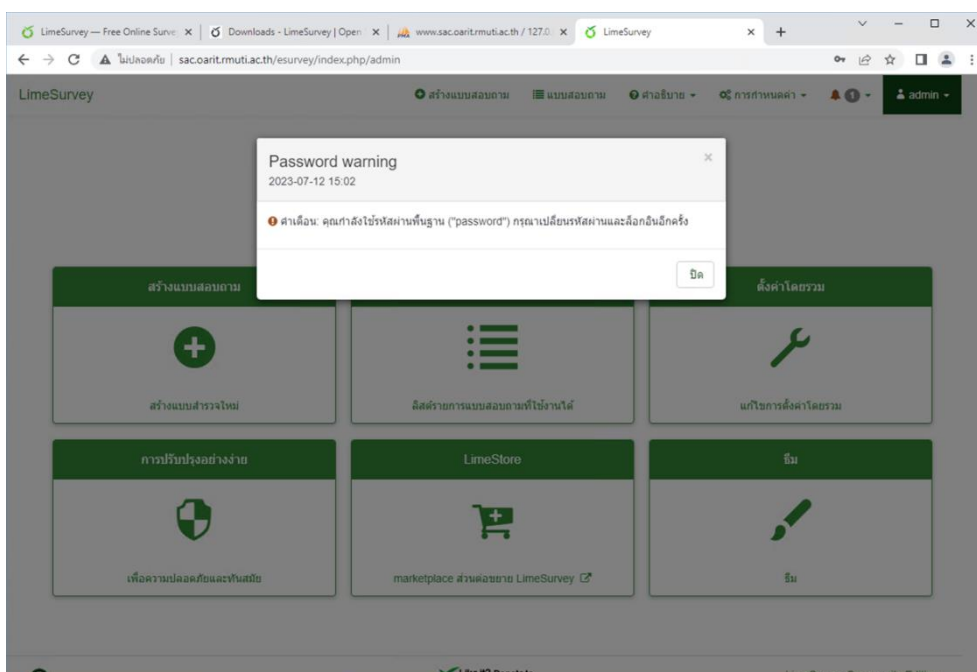 LimeSurvey — Free Online Surve
Downloads - LimeSurvey | Open
www.sac.oarit.rmuti.ac.th / 127.0.
LimeSurvey
ไม่ปลอดภัย | sac.oarit.rmuti.ac.th/esurvey/index.php/admin
LimeSurvey
สร้างแบบสอบถาม
แบบสอบถาม
คำอธิบาย
การกำหนดค่า
1
admin
Password warning
2023-07-12 15:02
คำเตือน: คุณกำลังใช้รหัสผ่านพื้นฐาน ("password") กรุณาเปลี่ยนรหัสผ่านและล็อกอินอีกครั้ง
ปิด
สร้างแบบสอบถาม
ตั้งค่าโดยรวม
สร้างแบบสำรวจใหม่
ลิสต์รายการแบบสอบถามที่ใช้งานได้
แก้ไขการตั้งค่าโดยรวม
การปรับปรุงอย่างง่าย
LimeStore
ธีม
เพื่อความปลอดภัยและทันสมัย
marketplace ส่วนต่อขยาย LimeSurvey
ธีม